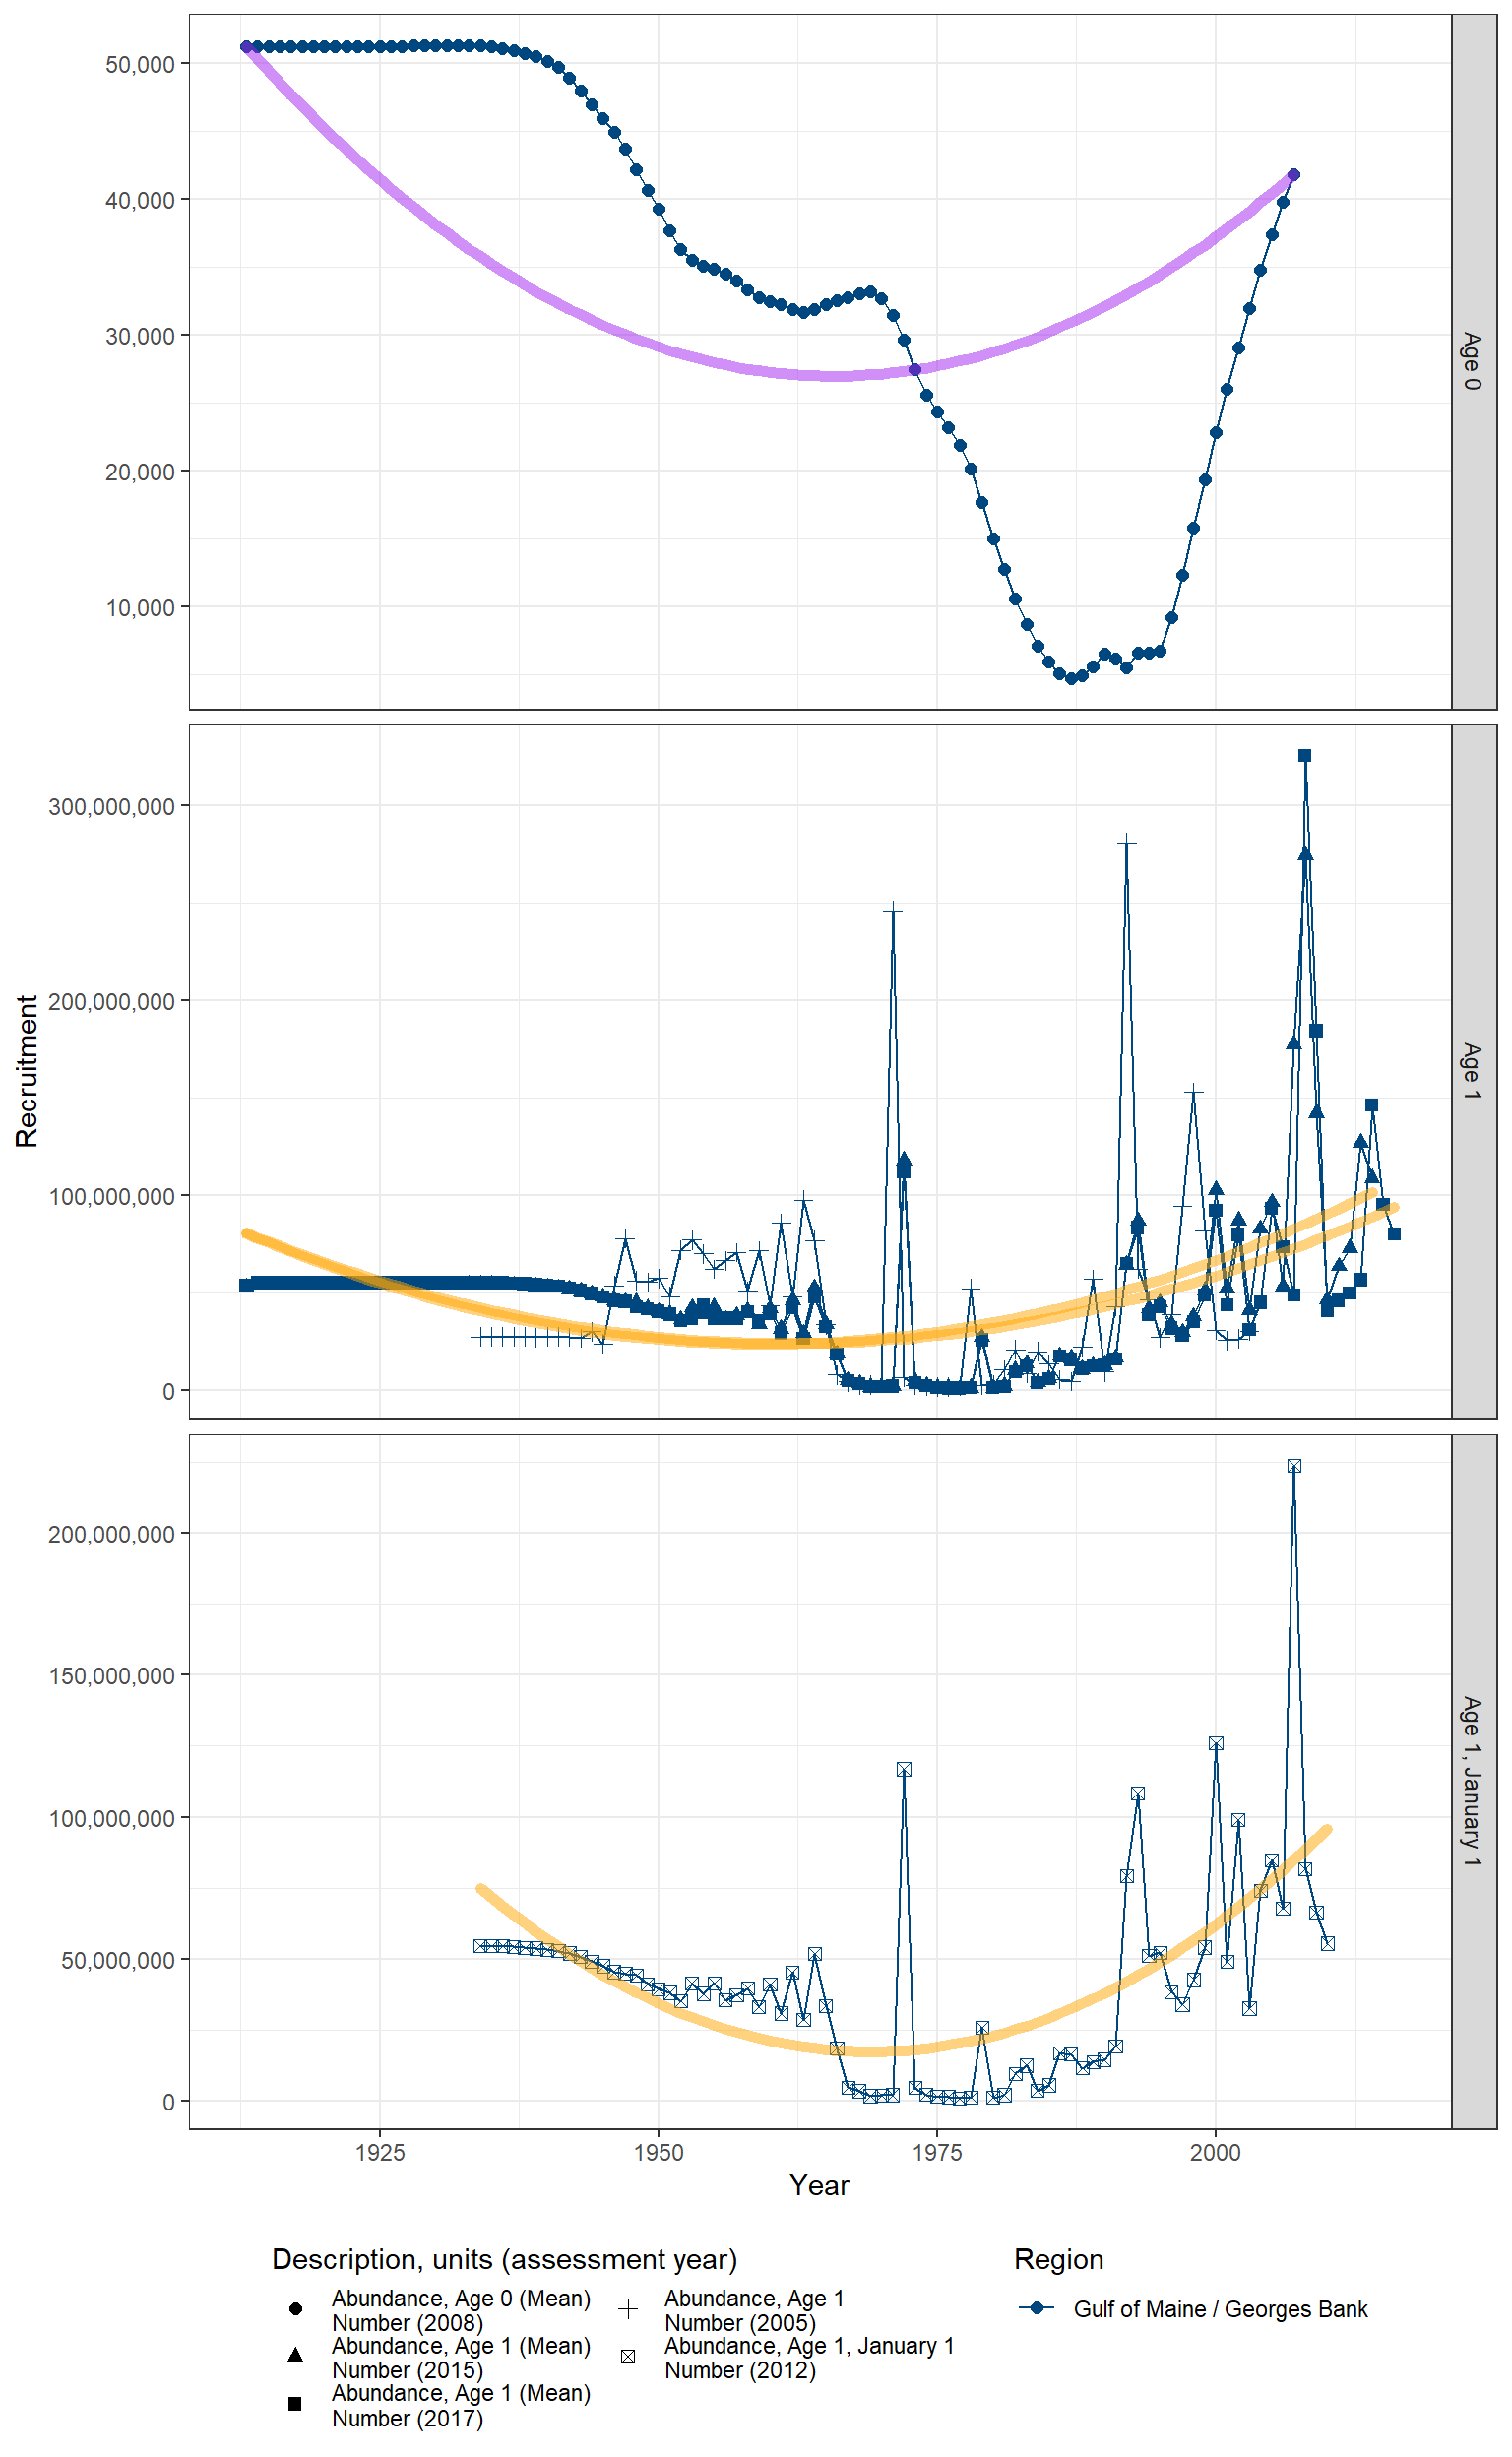 50,000
40,000
30,000
20,000
10,000
Age 0
300,000,000
200,000,000
100,000,000
0
Age 1
200,000,000
150,000,000
100,000,000
50,000,000
0
Age 1, January 1
Recruitment
1925
1950
1975
2000
Year
Description, units (assessment year)
Abundance, Age 0 (Mean)
Number (2008)
Abundance, Age 1 (Mean)
Number (2015)
Abundance, Age 1 (Mean)
Number (2017)
Abundance, Age 1
Number (2005)
Abundance, Age 1, January 1
Number (2012)
Region
Gulf of Maine / Georges Bank